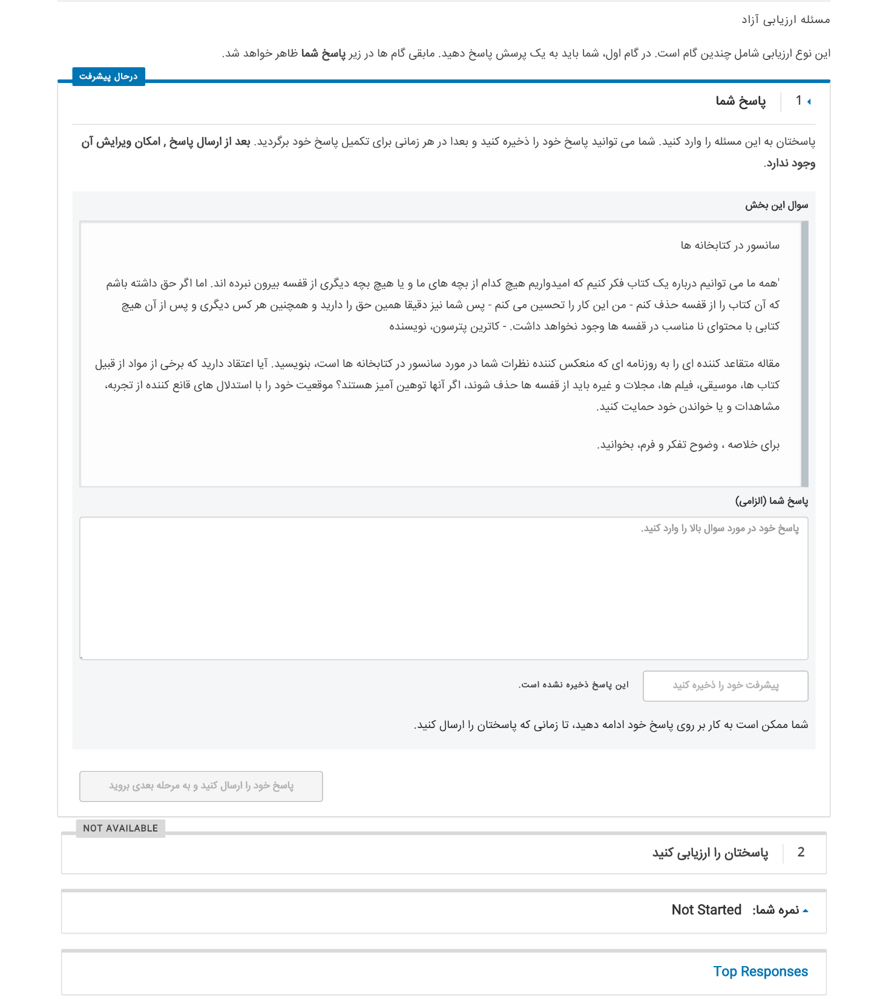 مسئله ارزیابی آزاد
این نوع ارزیابی شامل چندین گام است. در گام اول، شما باید به یک پرسش پاسخ دهید. مابقی گام ها در زیر پاسخ شما ظاهر خواهد شد.
درحال پیشرفت
1 پاسخ شما
پاسختان به این مسئله را وارد کنید. شما می توانید پاسخ خود را ذخیره کنید و بعدا در هر زمانی برای تکمیل پاسخ خود برگردید. بعد از ارسال پاسخ , امکان ویرایش آن
وجود ندارد.
سوال این بخش
سانسور در کتابخانه ها
'همه ما می توانیم درباره یک کتاب فکر کنیم که امیدواریم هیچ کدام از بچه های ما و یا هیچ بچه دیگری از قفسه بیرون نبرده اند. اما اگر حق داشته باشم
که آن کتاب را از قفسه حذف کنم - من این کار را تحسین می کنم - پس شما نیز دقیقا همین حق را دارید و همچنین هر کس دیگری و پس از آن هیچ
کتابی با محتوای نا مناسب در قفسه ها وجود نخواهد داشت. - کاترین پترسون، نویسنده
مقاله متقاعد کننده ای را به روزنامه ای که منعکس کننده نظرات شما در مورد سانسور در کتابخانه ها است، بنویسید. آیا اعتقاد دارید که برخی از مواد از قبیل
کتاب ها، موسیقی، فیلم ها، مجلات و غیره باید از قفسه ها حذف شوند، اگر آنها توهین آمیز هستند؟ موقعیت خود را با استدلال های قانع کننده از تجربه،
مشاهدات و یا خواندن خود حمایت کنید.
برای خلاصه ، وضوح تفکر و فرم، بخوانید.
پاسخ شما (الزامی)
پاسخ خود در مورد سوال بالا را وارد کنید.
پیشرفت خود را ذخیره کنید
این پاسخ ذخیره نشده است.
شما ممکن است به کار بر روی پاسخ خود ادامه دهید، تا زمانی که پاسختان را ارسال کنید.
پاسخ خود را ارسال کنید و به مرحله بعدی بروید
NOT AVAILABLE
2 پاسختان را ارزیابی کنید
نمره شما: Not Started
Top Responses